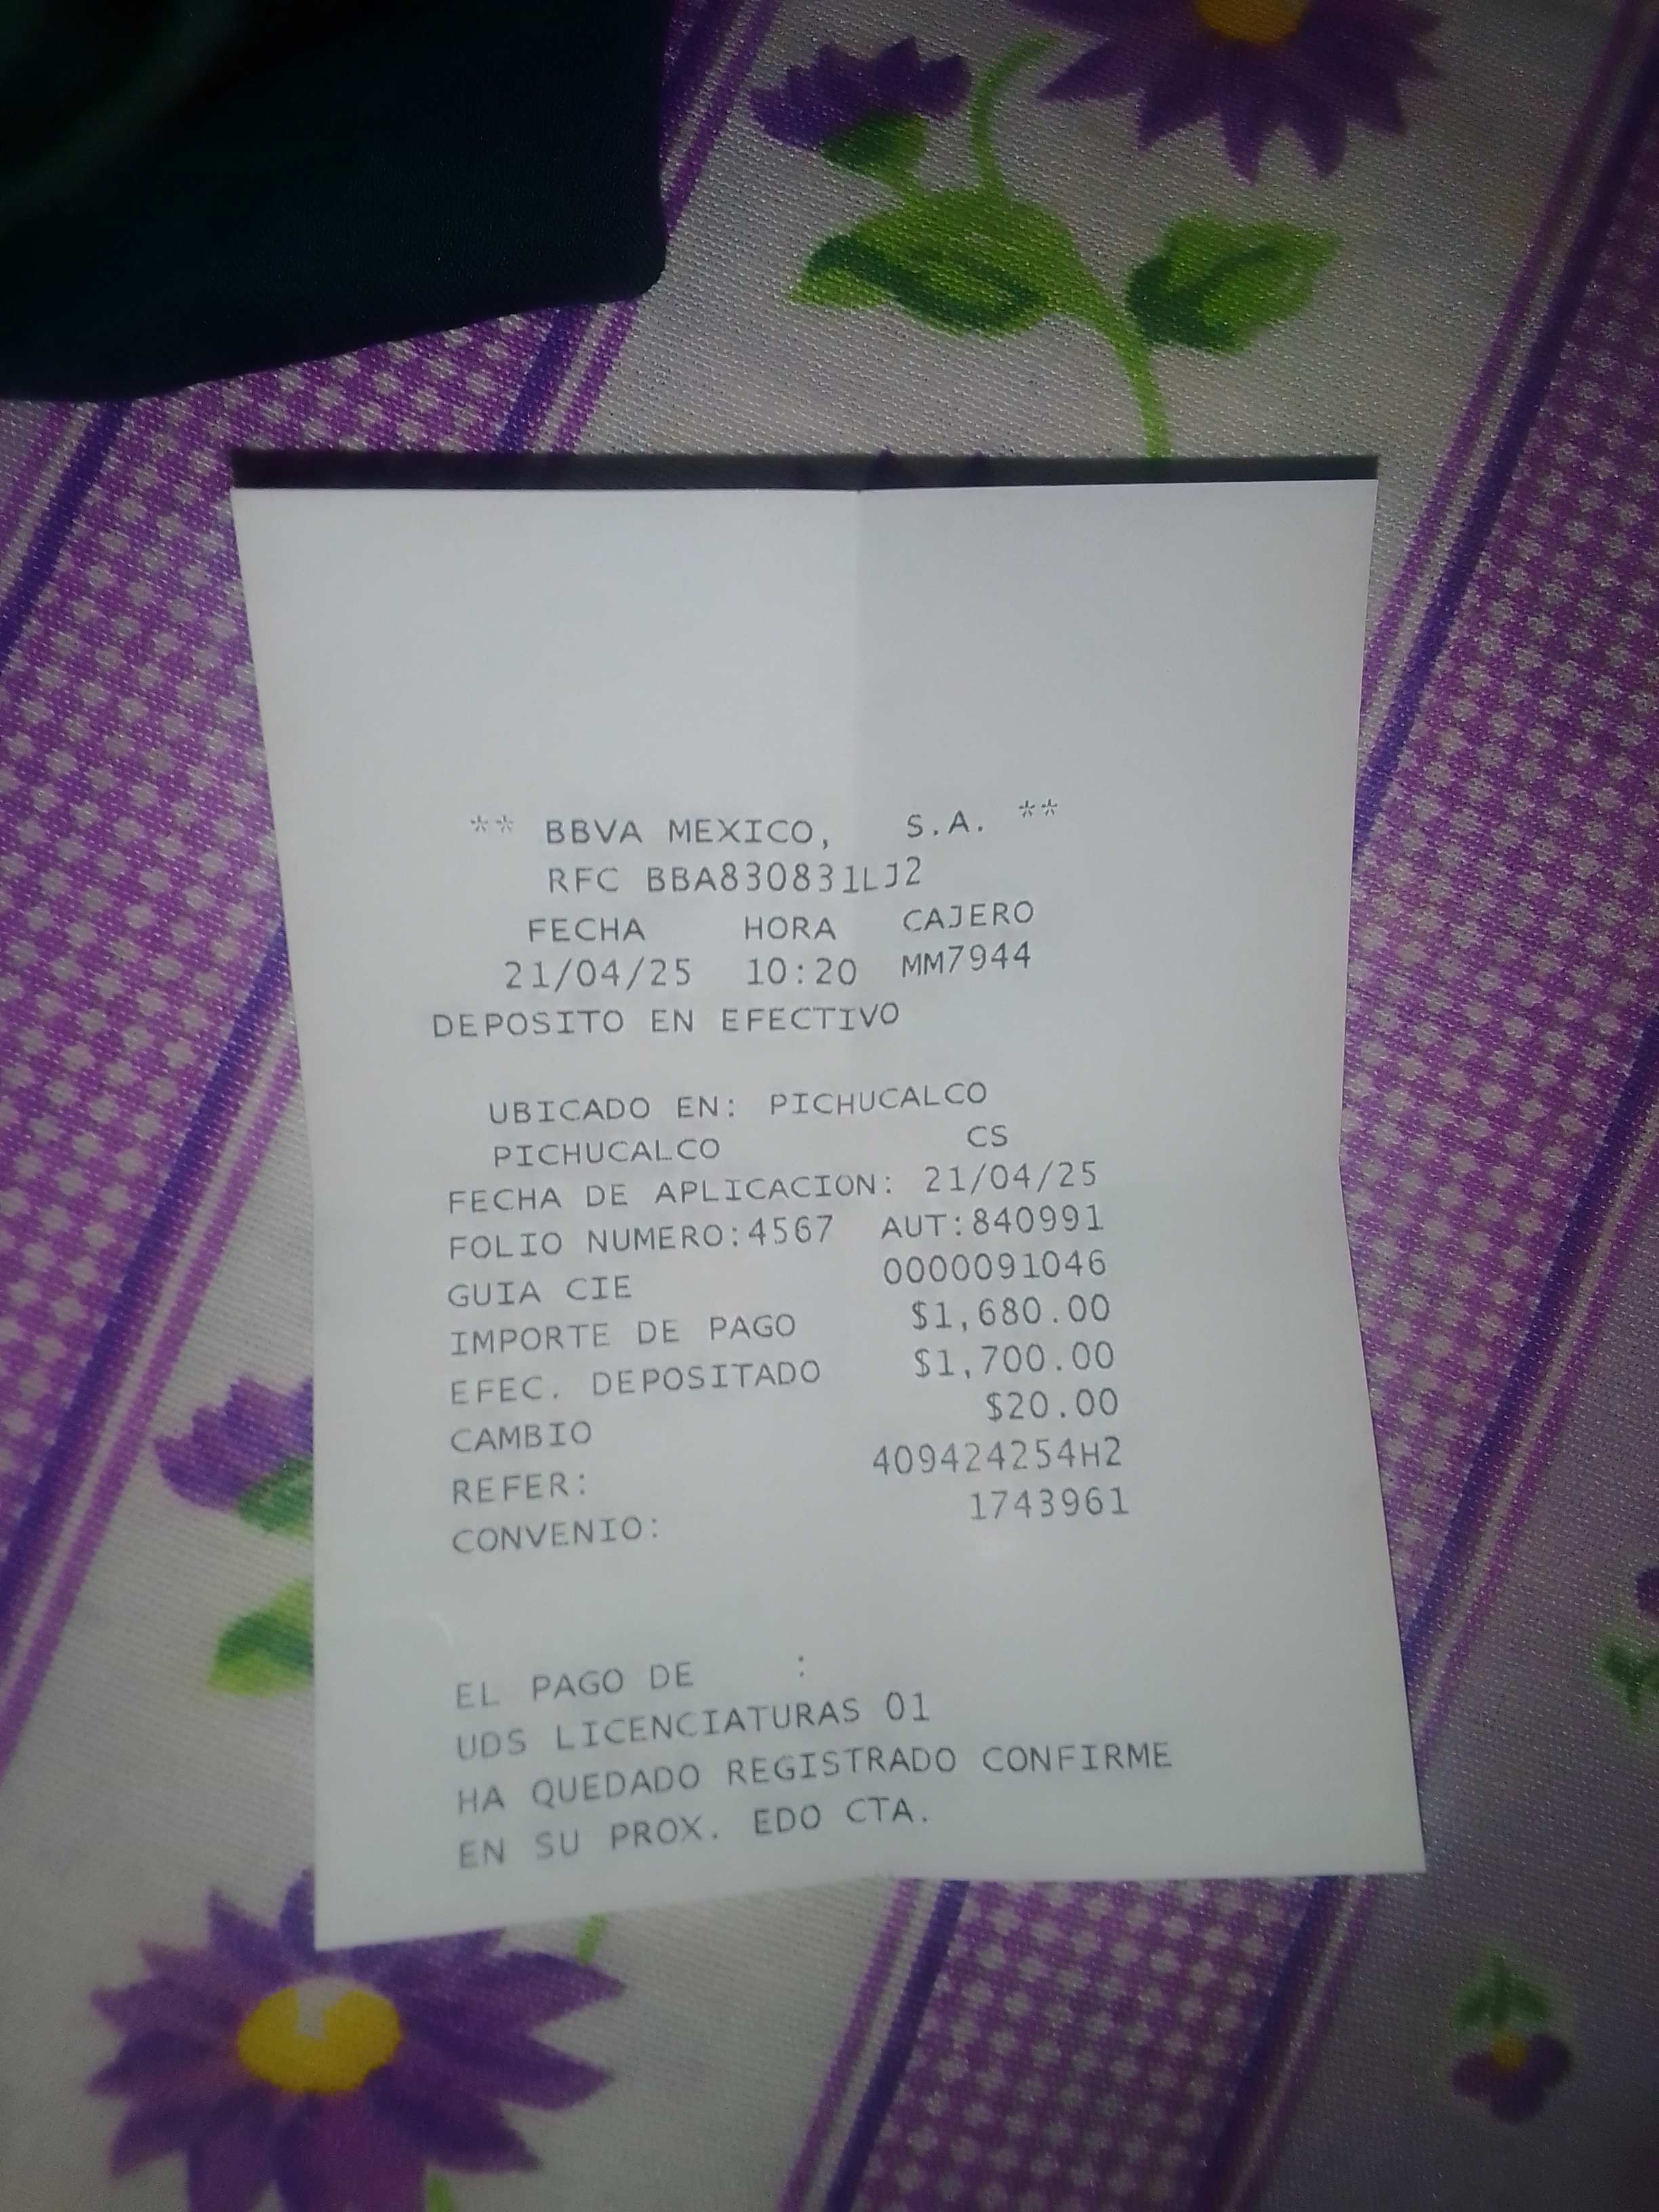 ** BBVA MEXICO, S.A. **
RFC BBA830831LJ2
FECHA HORA CAJERO
21/04/25 10:20 MM7944
DEPOSITO EN EFECTIVO
UBICADO EN: PICHUCALCO
PICHUCALCO CS
FECHA DE APLICACION: 21/04/25
FOLIO NUMERO:4567 AUT:840991
GUIA CIE 0000091046
IMPORTE DE PAGO $1,680.00
EFEC. DEPOSITADO $1,700.00
CAMBIO $20.00
REFER: 409424254H2
CONVENIO: 1743961
EL PAGO DE :
UDS LICENCIATURAS 01
HA QUEDADO REGISTRADO CONFIRME
EN SU PROX. EDO CTA.